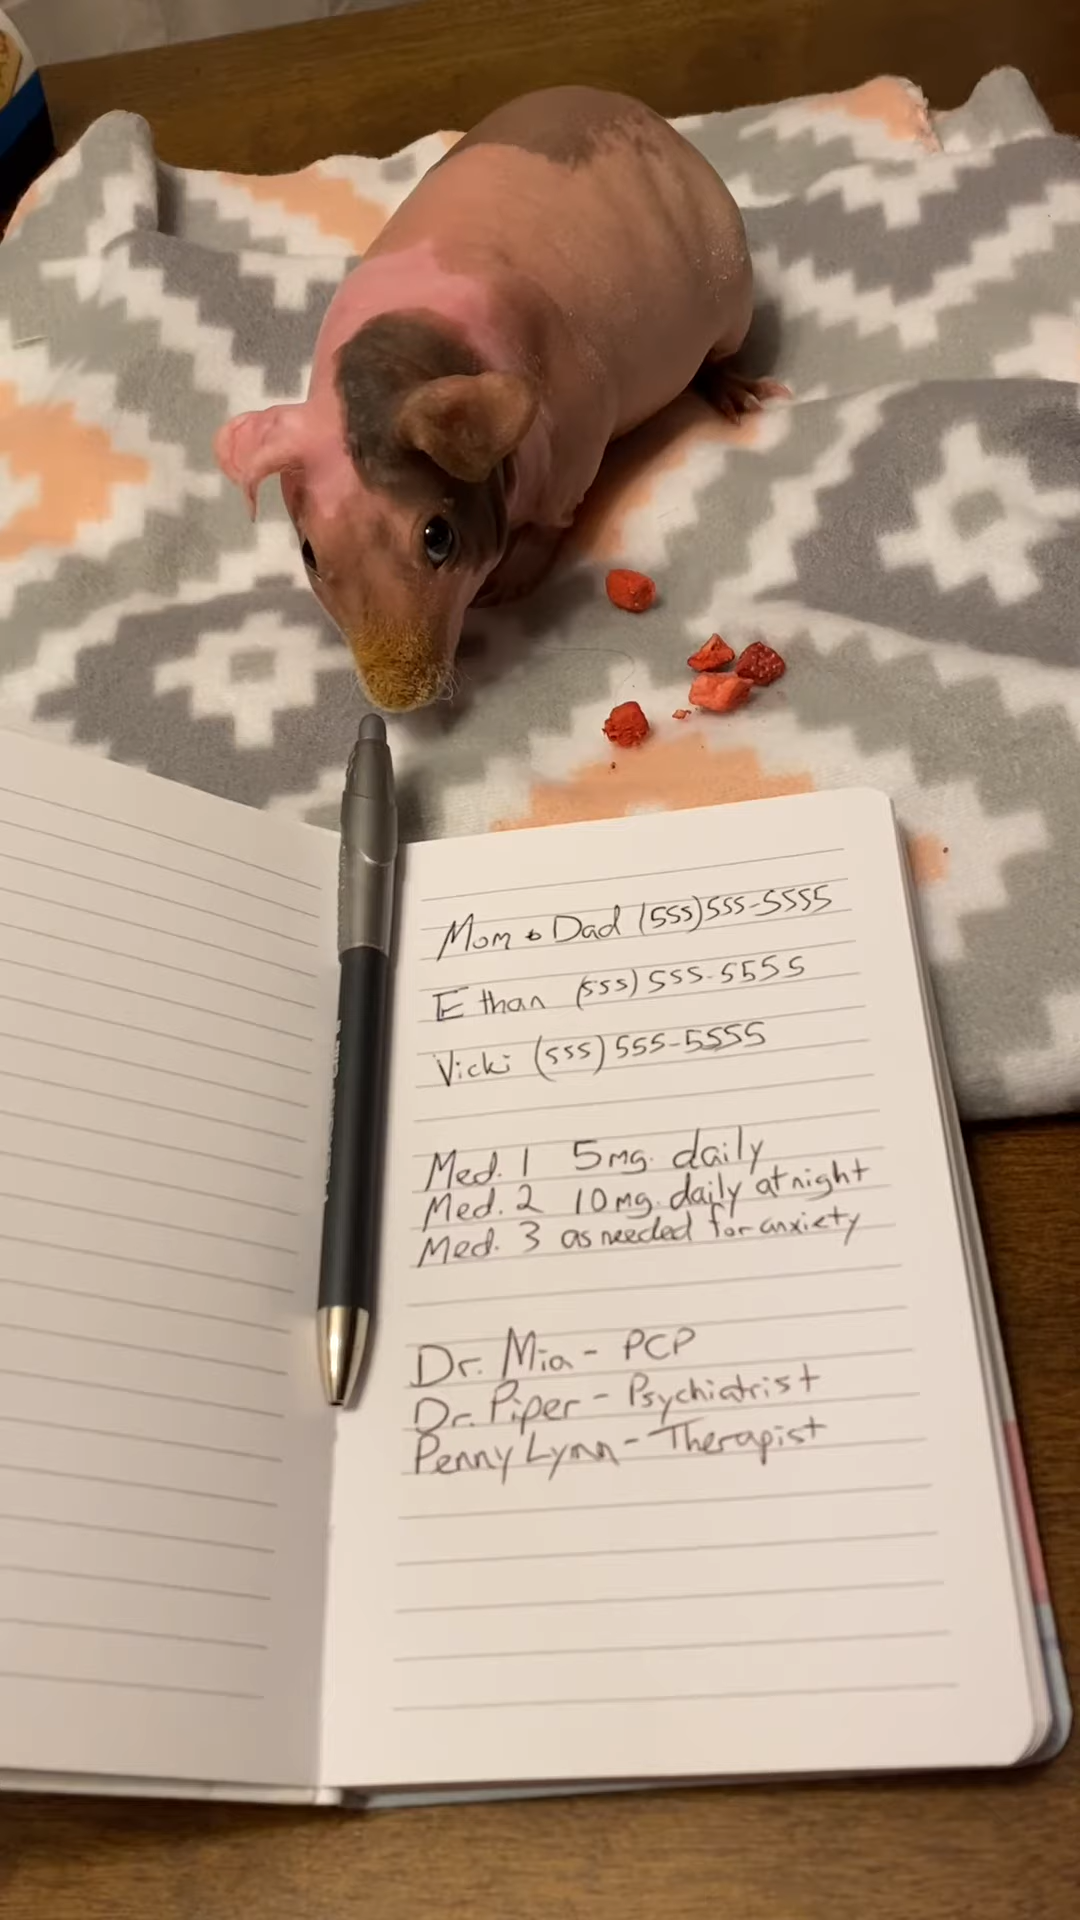 Mom & Dad (555)555-5555
Ethan (555)555-5555
Vicki (555)555-5555
Med. 1 5mg. daily
Med. 2 10mg. daily at night
Med. 3 as needed for anxiety
Dr. Mia - PCP
Dr. Piper - Psychiatrist
Penny Lynn - Therapist